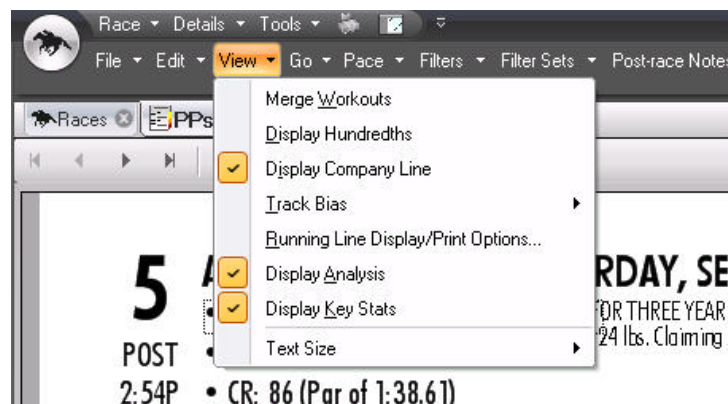 Race Details Tools
File Edit View Go Pace Filters Filter Sets Post-race Notes
Merge Workouts
Races PPs
Display Hundredths
Display Company Line
Track Bias
Running Line Display/Print Options...
Display Analysis
5 RDAY, SE
Display Key Stats
OR THREE YEAR
24 lbs. Claiming
POST
Text Size
2:54P • CR: 86 (Par of 1:38.61)